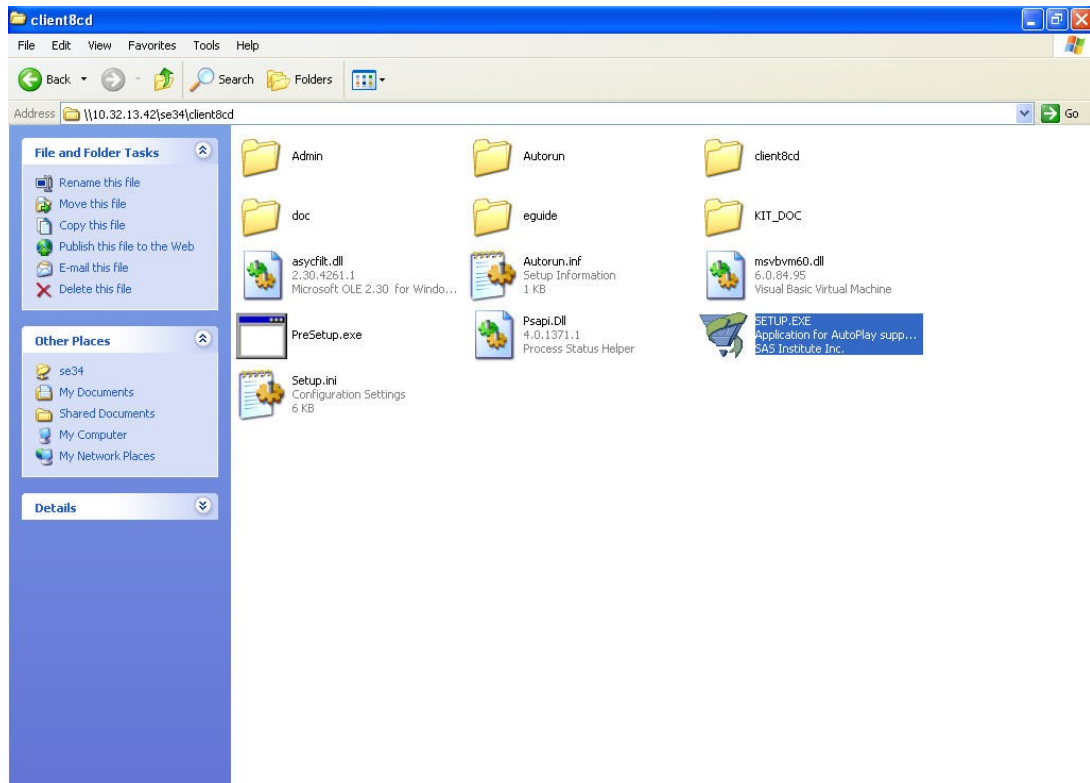 client8cd
File Edit View Favorites Tools Help
Back Search Folders
Address \\10.32.13.42\se34\client8cd Go
File and Folder Tasks
Rename this file
Move this file
Copy this file
Publish this file to the Web
E-mail this file
Delete this file
Other Places
se34
My Documents
Shared Documents
My Computer
My Network Places
Details
Admin
Autorun
client8cd
doc
eguide
KIT_DOC
asycfilt.dll
2.30.4261.1
Microsoft OLE 2.30 for Windo...
Autorun.inf
Setup Information
1 KB
msvbvm60.dll
6.0.84.95
Visual Basic Virtual Machine
PreSetup.exe
Psapi.Dll
4.0.1371.1
Process Status Helper
SETUP.EXE
Application for AutoPlay supp...
SAS Institute Inc.
Setup.ini
Configuration Settings
6 KB